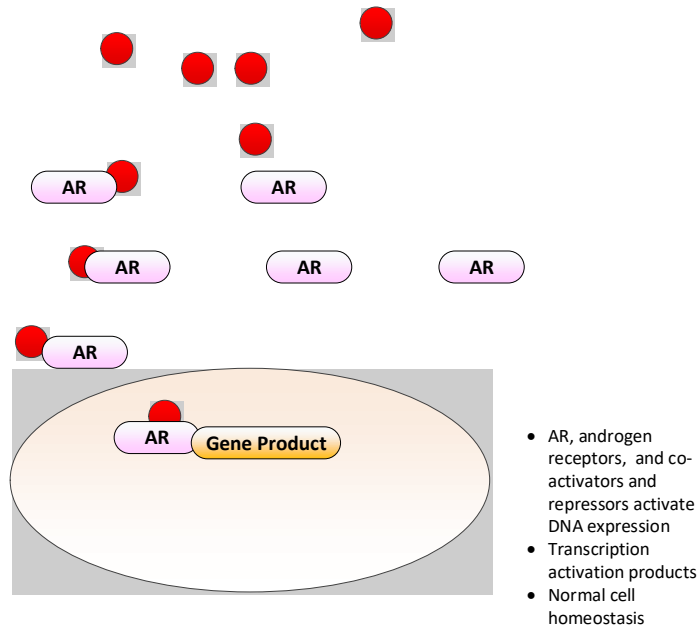 AR
AR
AR
AR
AR
AR
AR
Gene Product
• AR, androgen
receptors, and co-
activators and
repressors activate
DNA expression
• Transcription
activation products
• Normal cell
homeostasis